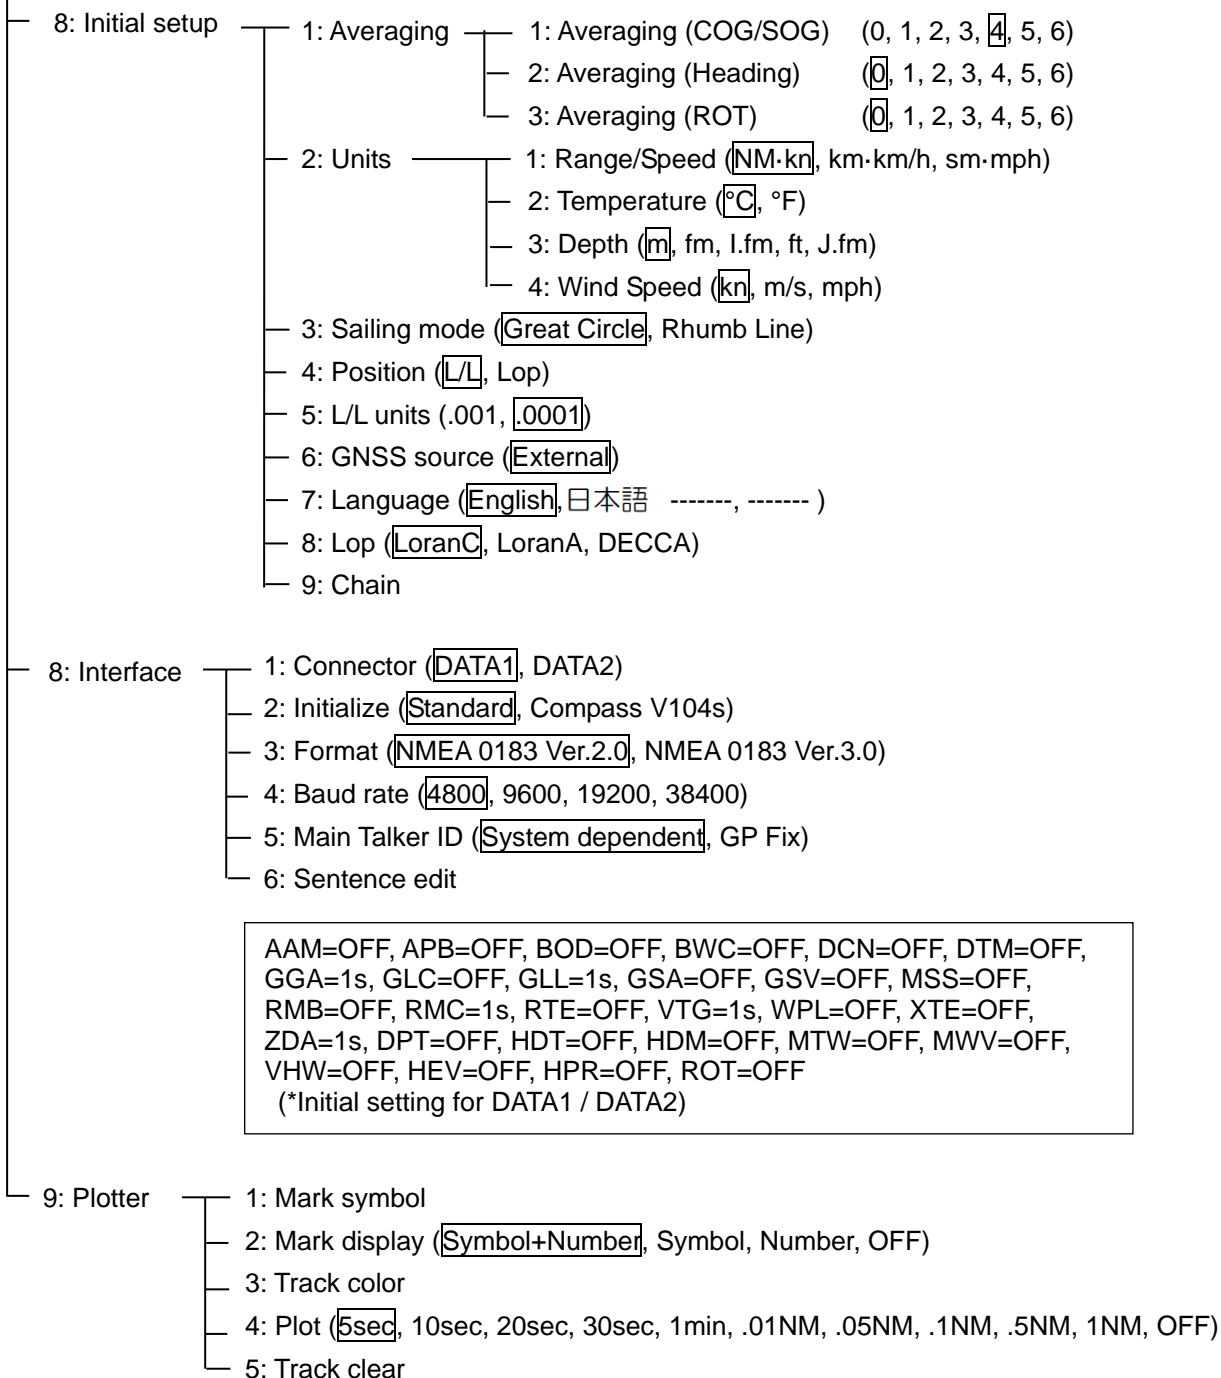 8: Initial setup
1: Averaging
1: Averaging (COG/SOG) (0, 1, 2, 3, 4, 5, 6)
2: Averaging (Heading) (0, 1, 2, 3, 4, 5, 6)
3: Averaging (ROT) (0, 1, 2, 3, 4, 5, 6)
2: Units
1: Range/Speed (NM·kn, km·km/h, sm·mph)
2: Temperature (°C, °F)
3: Depth (m, fm, I.fm, ft, J.fm)
4: Wind Speed (kn, m/s, mph)
3: Sailing mode (Great Circle, Rhumb Line)
4: Position (L/L, Lop)
5: L/L units (.001, .0001)
6: GNSS source (External)
7: Language (English, 日本語 -------, ------- )
8: Lop (LoranC, LoranA, DECCA)
9: Chain
8: Interface
1: Connector (DATA1, DATA2)
2: Initialize (Standard, Compass V104s)
3: Format (NMEA 0183 Ver.2.0, NMEA 0183 Ver.3.0)
4: Baud rate (4800, 9600, 19200, 38400)
5: Main Talker ID (System dependent, GP Fix)
6: Sentence edit
AAM=OFF, APB=OFF, BOD=OFF, BWC=OFF, DCN=OFF, DTM=OFF,
GGA=1s, GLC=OFF, GLL=1s, GSA=OFF, GSV=OFF, MSS=OFF,
RMB=OFF, RMC=1s, RTE=OFF, VTG=1s, WPL=OFF, XTE=OFF,
ZDA=1s, DPT=OFF, HDT=OFF, HDM=OFF, MTW=OFF, MWV=OFF,
VHW=OFF, HEV=OFF, HPR=OFF, ROT=OFF
(*Initial setting for DATA1 / DATA2)
9: Plotter
1: Mark symbol
2: Mark display (Symbol+Number, Symbol, Number, OFF)
3: Track color
4: Plot (5sec, 10sec, 20sec, 30sec, 1min, .01NM, .05NM, .1NM, .5NM, 1NM, OFF)
5: Track clear